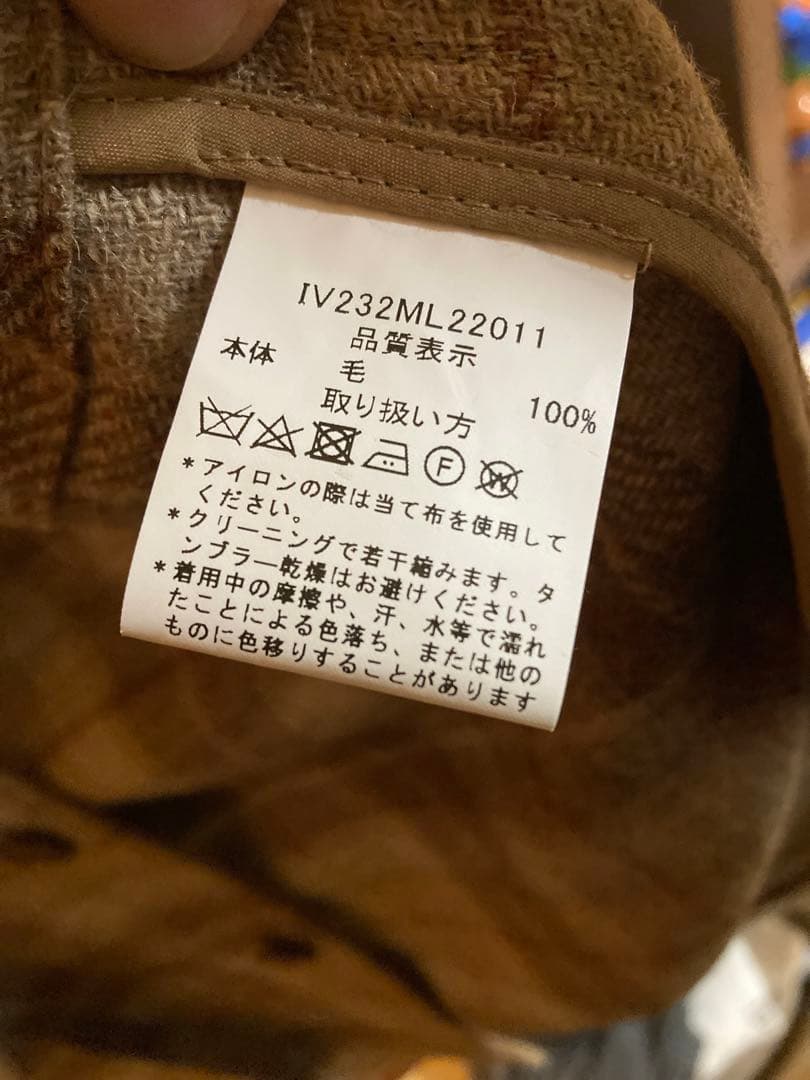 IV232ML22011
品質表示
本体 毛 100%
取り扱い方
F W
*アイロンの際は当て布を使用して
ください。
*クリーニングで若干縮みます。タ
ンブラー乾燥はお避けください。
*着用中の摩擦や、汗、水等で濡れ
たことによる色落ち、または他の
ものに色移りすることがあります